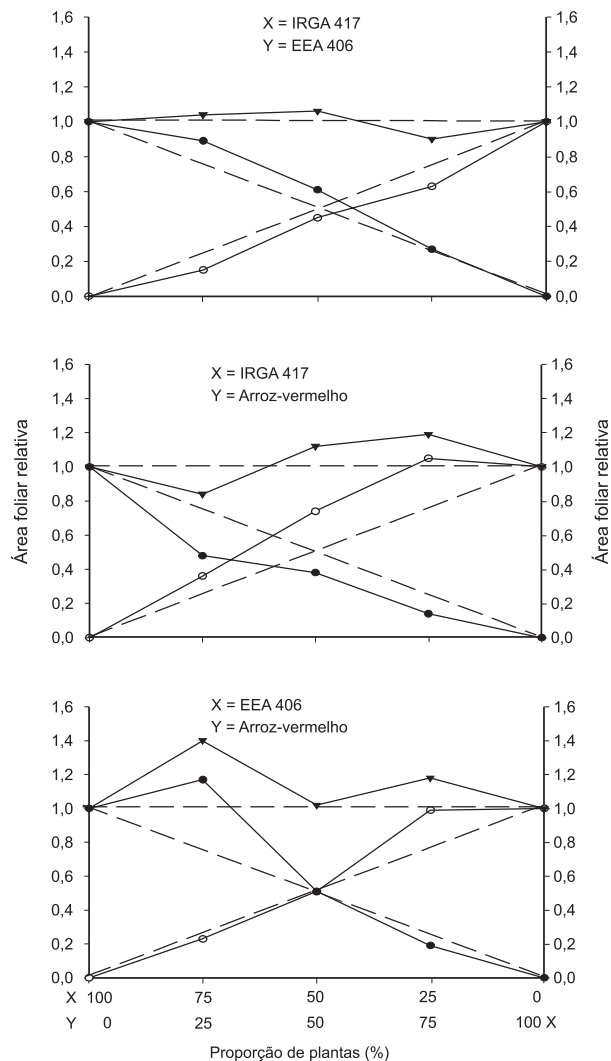 1,6 1,6
X = IRGA 417
1,4 1,4
Y = EEA 406
1,2 1,2
1,0 1,0
0,8 0,8
0,6 0,6
0,4 0,4
0,2 0,2
0,0 0,0
1,6 1,6
X = IRGA 417
1,4 1,4
Y = Arroz-vermelho
1,2 1,2
1,0 1,0
0,8 0,8
0,6 0,6
0,4 0,4
0,2 0,2
0,0 0,0
Área foliar relativa
Área foliar relativa
1,6 1,6
X = EEA 406
Y = Arroz-vermelho
1,4 1,4
1,2 1,2
1,0 1,0
0,8 0,8
0,6 0,6
0,4 0,4
0,2 0,2
0,0 0,0
X 100 75 50 25 0
Y 0 25 50 75 100 X
Proporção de plantas (%)